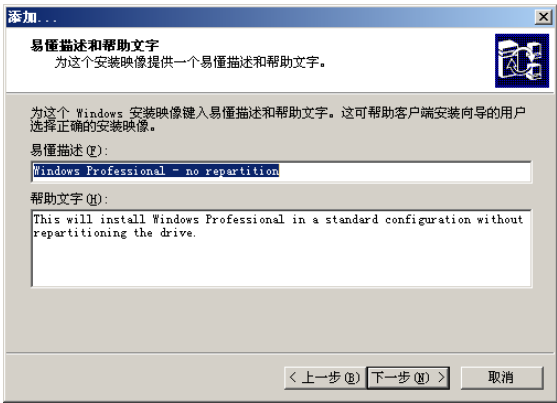 添加...
易懂描述和帮助文字
为这个安装映像提供一个易懂描述和帮助文字。
为这个 Windows 安装映像键入易懂描述和帮助文字。这可帮助客户端安装向导的用户
选择正确的安装映像。
易懂描述(F):
Windows Professional - no repartition
帮助文字(H):
This will install Windows Professional in a standard configuration without
repartitioning the drive.
< 上一步(B) 下一步(N) > 取消